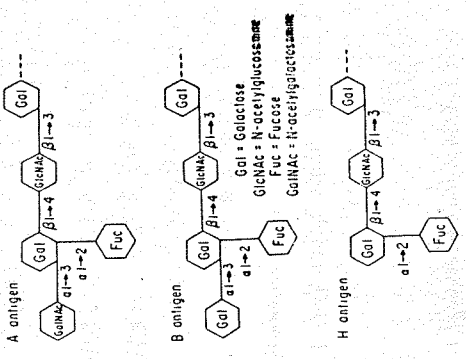 A antigen
GalNAc α1→3 Gal β1→4 GlcNAc β1→3 Gal
α1→2
Fuc
B antigen
Gal α1→3 Gal β1→4 GlcNAc β1→3 Gal
α1→2
Fuc
Gal = Galactose
GlcNAc = N-acetylglucosamine
Fuc = Fucose
GalNAc = N-acetylgalactosamine
H antigen
Gal β1→4 GlcNAc β1→3 Gal
α1→2
Fuc